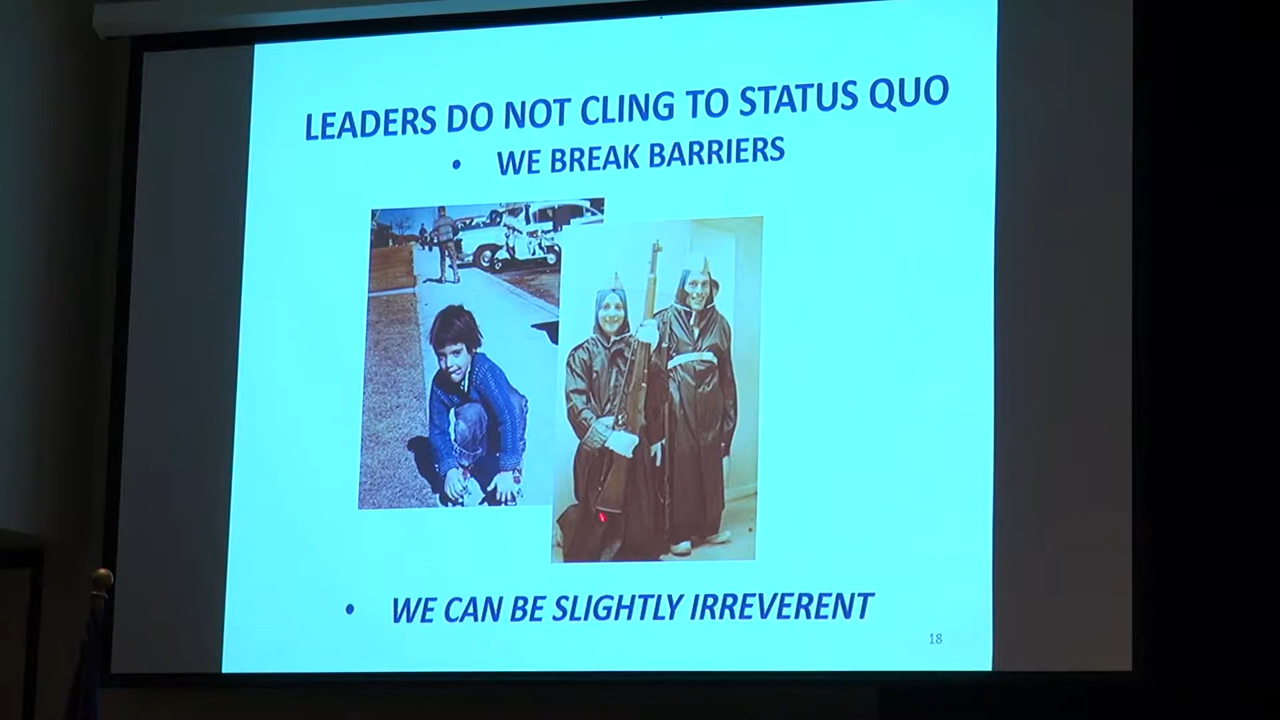 LEADERS DO NOT CLING TO STATUS QUO
• WE BREAK BARRIERS
• WE CAN BE SLIGHTLY IRREVERENT
18